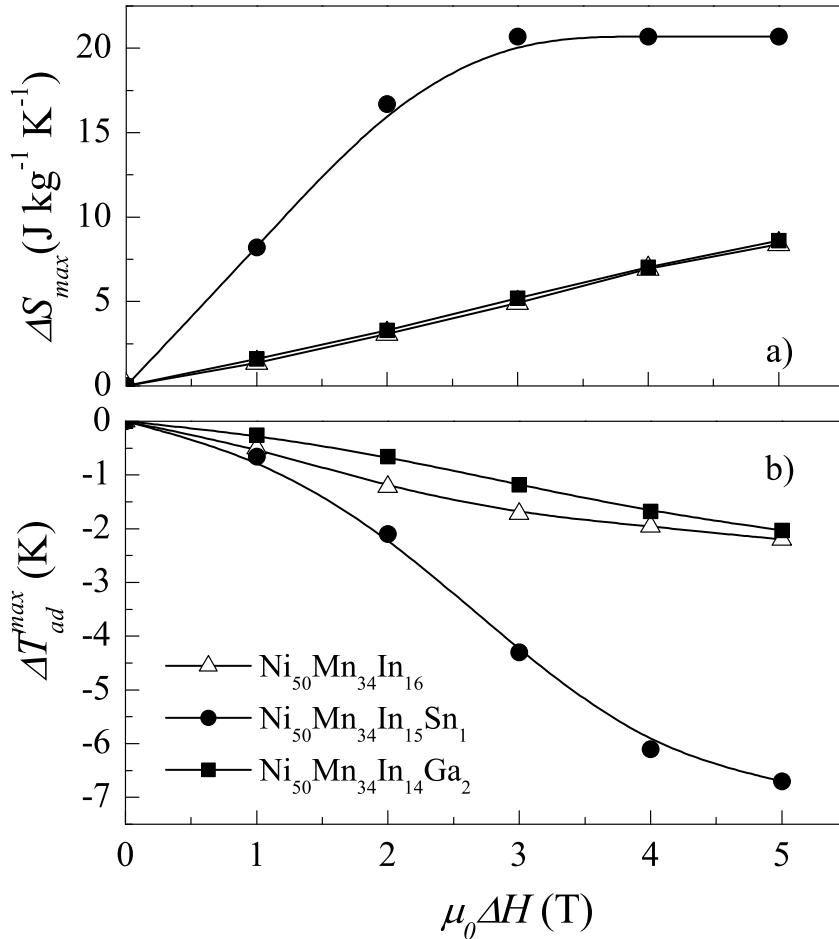 20
15
10
5
0
ΔS_max (J kg⁻¹ K⁻¹)
a)
0
-1
-2
-3
-4
-5
-6
-7
ΔT_ad^max (K)
b)
Ni₅₀Mn₃₄In₁₆
Ni₅₀Mn₃₄In₁₅Sn₁
Ni₅₀Mn₃₄In₁₄Ga₂
0 1 2 3 4 5
μ₀ΔH (T)